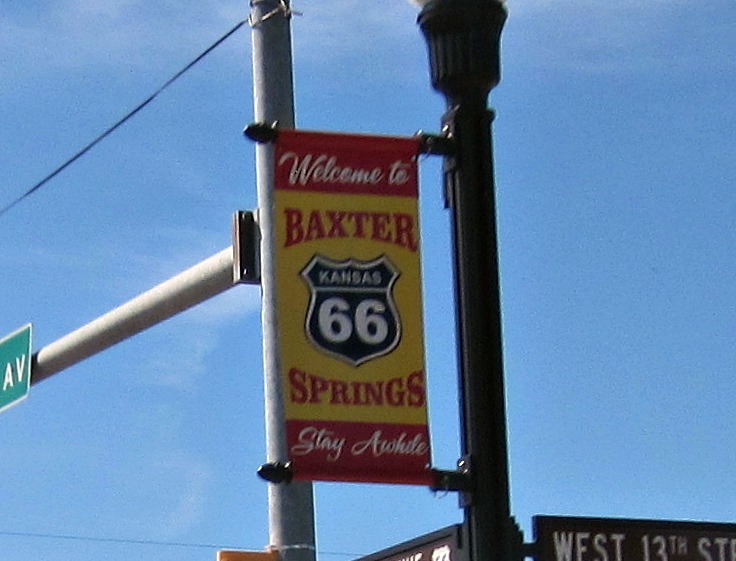 Welcome to
BAXTER
KANSAS
66
SPRINGS
Stay Awhile
AV
WEST 13TH